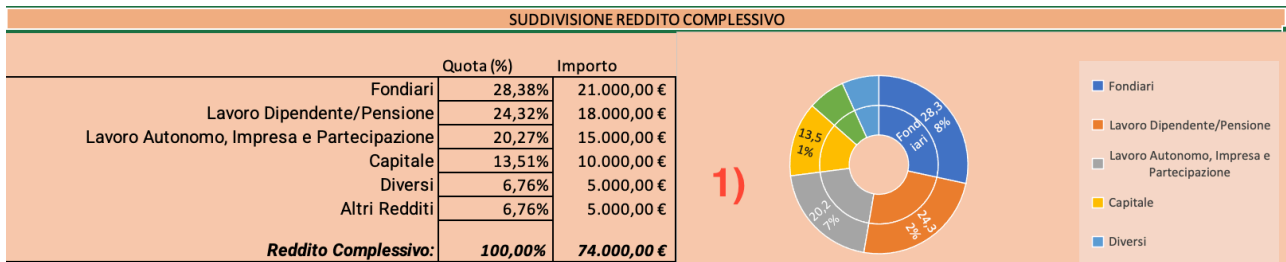 SUDDIVISIONE REDDITO COMPLESSIVO
Quota (%) Importo
Fondiari 28,38% 21.000,00 €
Lavoro Dipendente/Pensione 24,32% 18.000,00 €
Lavoro Autonomo, Impresa e Partecipazione 20,27% 15.000,00 €
Capitale 13,51% 10.000,00 €
Diversi 6,76% 5.000,00 €
Altri Redditi 6,76% 5.000,00 €
Reddito Complessivo: 100,00% 74.000,00 €
1)
Fond
iari
28,3
8%
24,3
2%
20,2
7%
13,5
1%
Fondiari
Lavoro Dipendente/Pensione
Lavoro Autonomo, Impresa e
Partecipazione
Capitale
Diversi